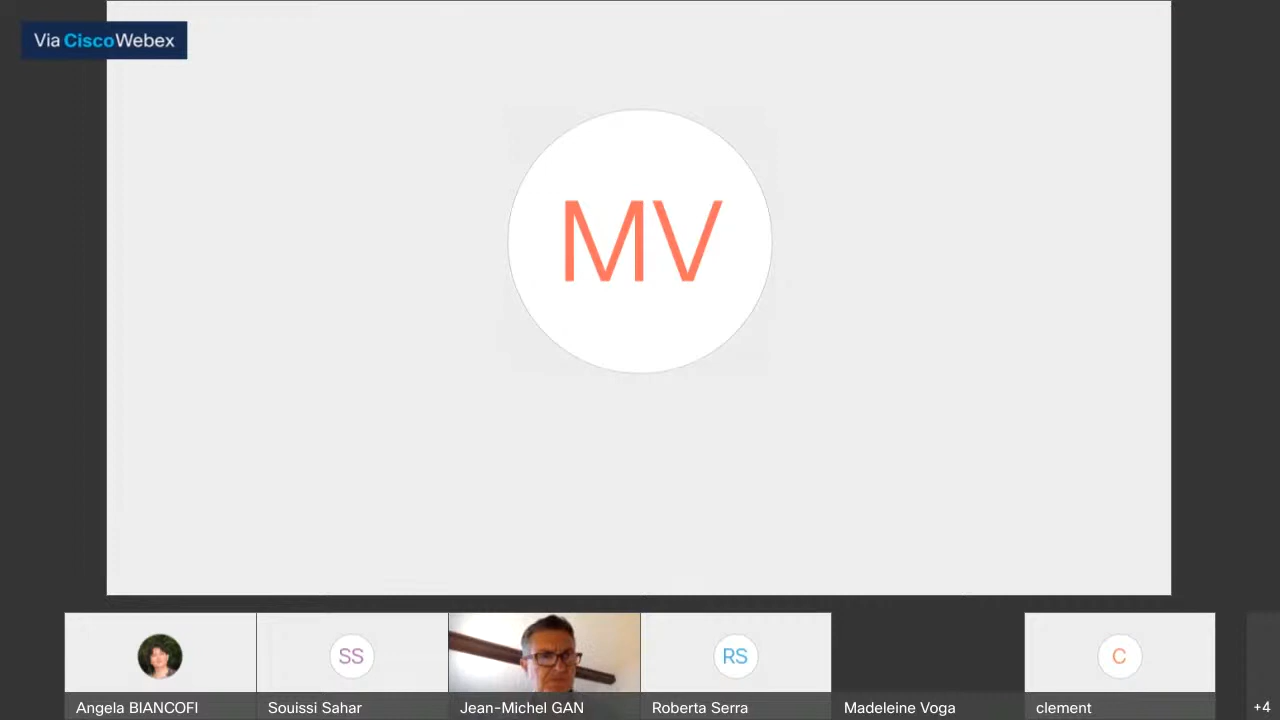 Via CiscoWebex
MV
SS
RS
C
Angela BIANCOFI
Souissi Sahar
Jean-Michel GAN
Roberta Serra
Madeleine Voga
clement
+4